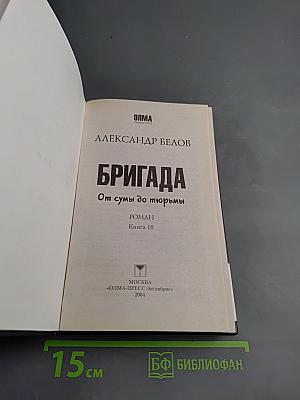 ОЛМА
АЛЕКСАНДР БЕЛОВ
БРИГАДА
От сумы до тюрьмы
РОМАН
Книга 10
МОСКВА
«ОЛМА-ПРЕСС Экслибрис»
2004
15 см
БФ БИБЛИОФАН